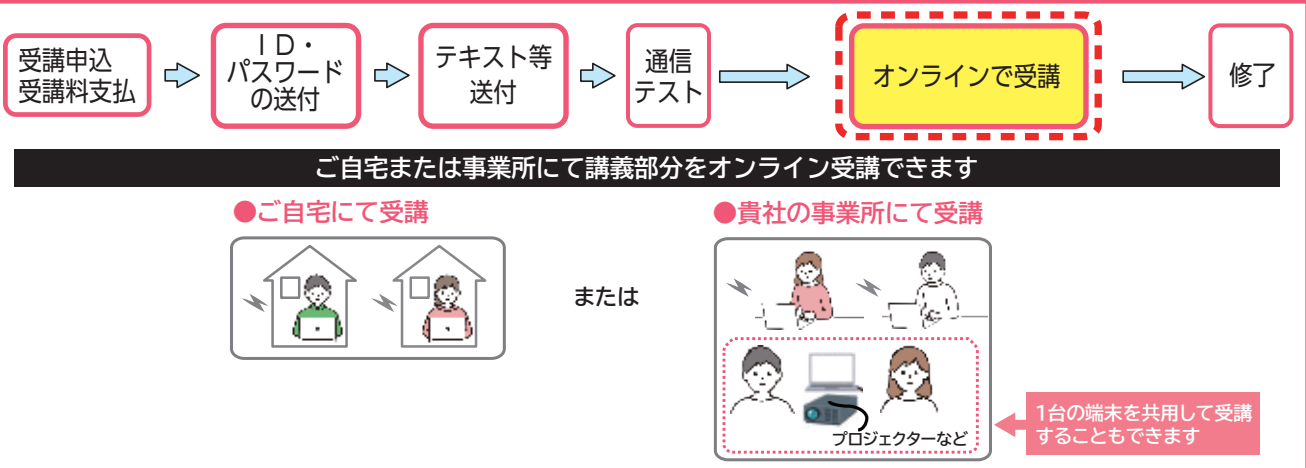 受講申込
受講料支払
ＩＤ・
パスワード
の送付
テキスト等
送付
通信
テスト
オンラインで受講
修了
ご自宅または事業所にて講義部分をオンライン受講できます
●ご自宅にて受講
または
●貴社の事業所にて受講
プロジェクターなど
1台の端末を共用して受講
することもできます